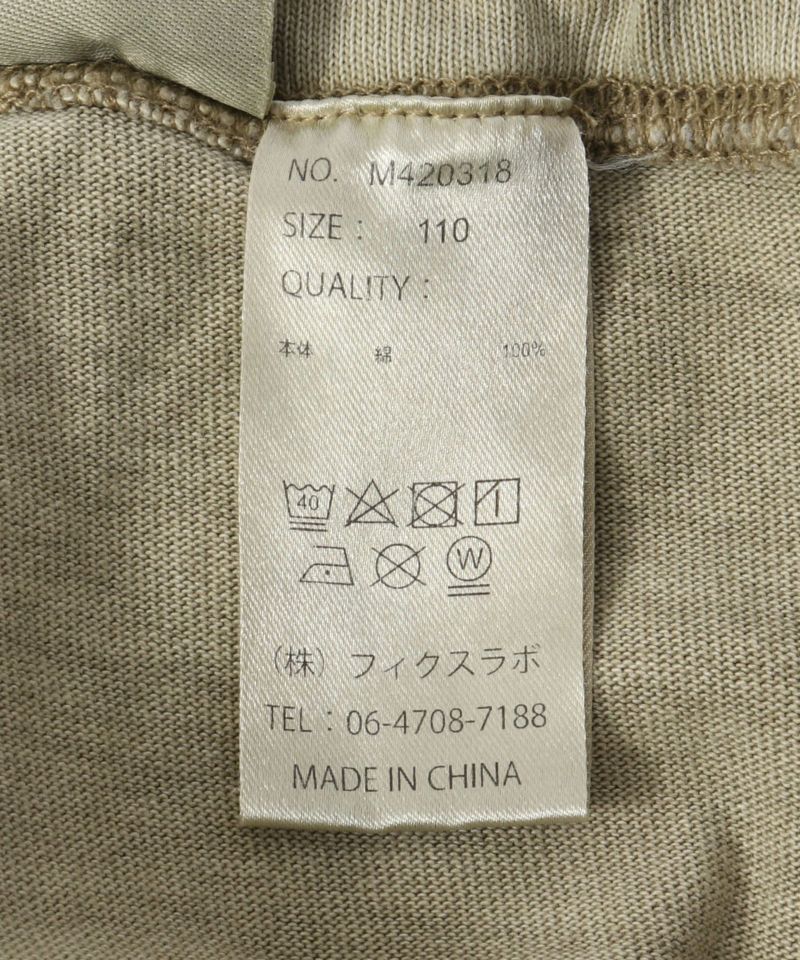 NO. M420318
SIZE : 110
QUALITY :
本体 綿 100%
40
W
（株）フィクスラボ
TEL : 06-4708-7188
MADE IN CHINA